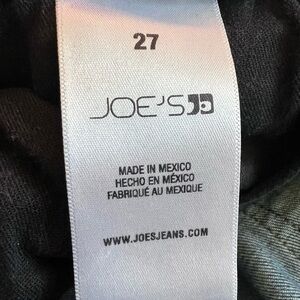 27
JOE'S
MADE IN MEXICO
HECHO EN MÉXICO
FABRIQUÉ AU MEXIQUE
WWW.JOESJEANS.COM